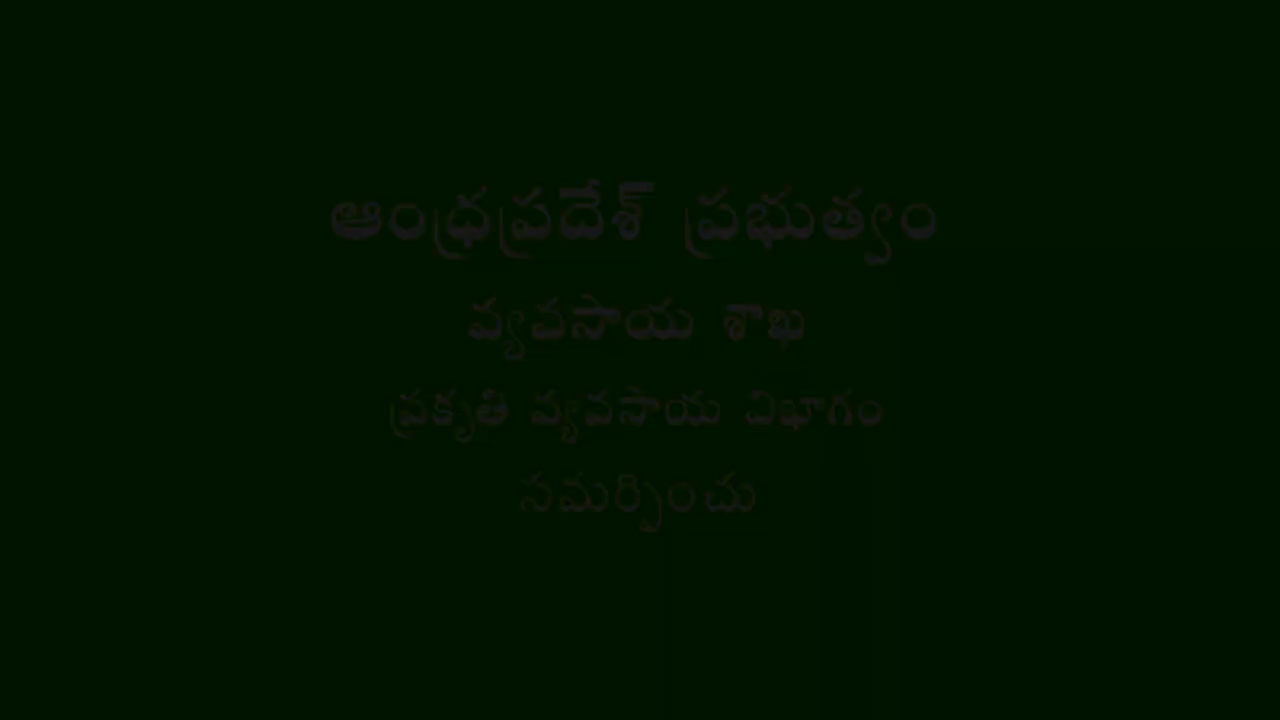 ఆంధ్రప్రదేశ్ ప్రభుత్వం
వ్యవసాయ శాఖ
ప్రకృతి వ్యవసాయ విభాగం
సమర్పించు